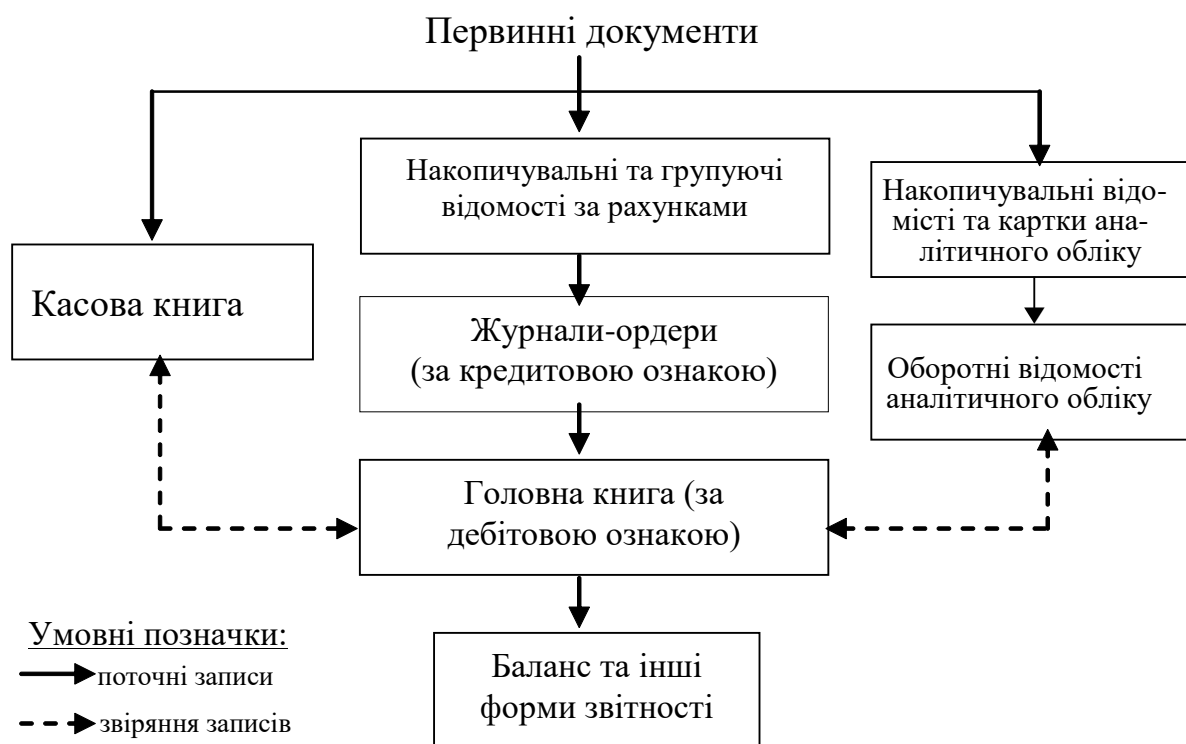 Первинні документи
Накопичувальні та групуючі
відомості за рахунками
Накопичувальні відо-
місті та картки ана-
літичного обліку
Касова книга
Журнали-ордери
(за кредитовою ознакою)
Оборотні відомості
аналітичного обліку
Головна книга (за
дебітовою ознакою)
Умовні позначки:
поточні записи
звіряння записів
Баланс та інші
форми звітності